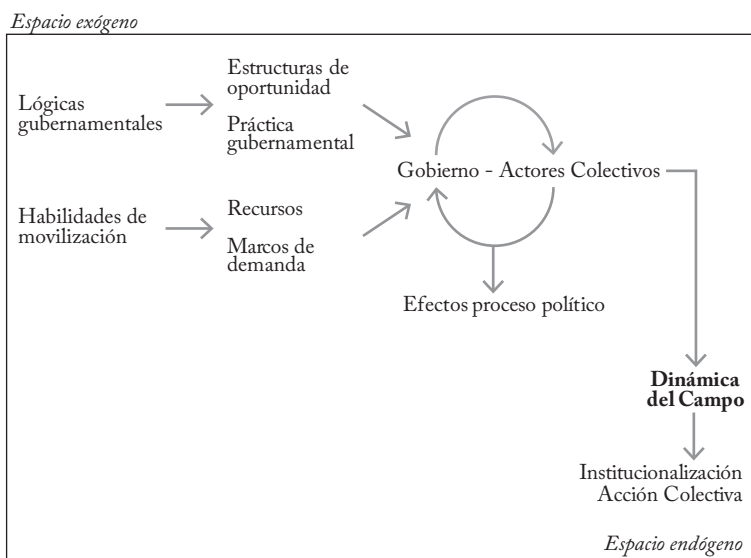 Espacio exógeno
Lógicas
gubernamentales
Estructuras de
oportunidad
Práctica
gubernamental
Gobierno - Actores Colectivos
Habilidades de
movilización
Recursos
Marcos de
demanda
Efectos proceso político
Dinámica
del Campo
Institucionalización
Acción Colectiva
Espacio endógeno